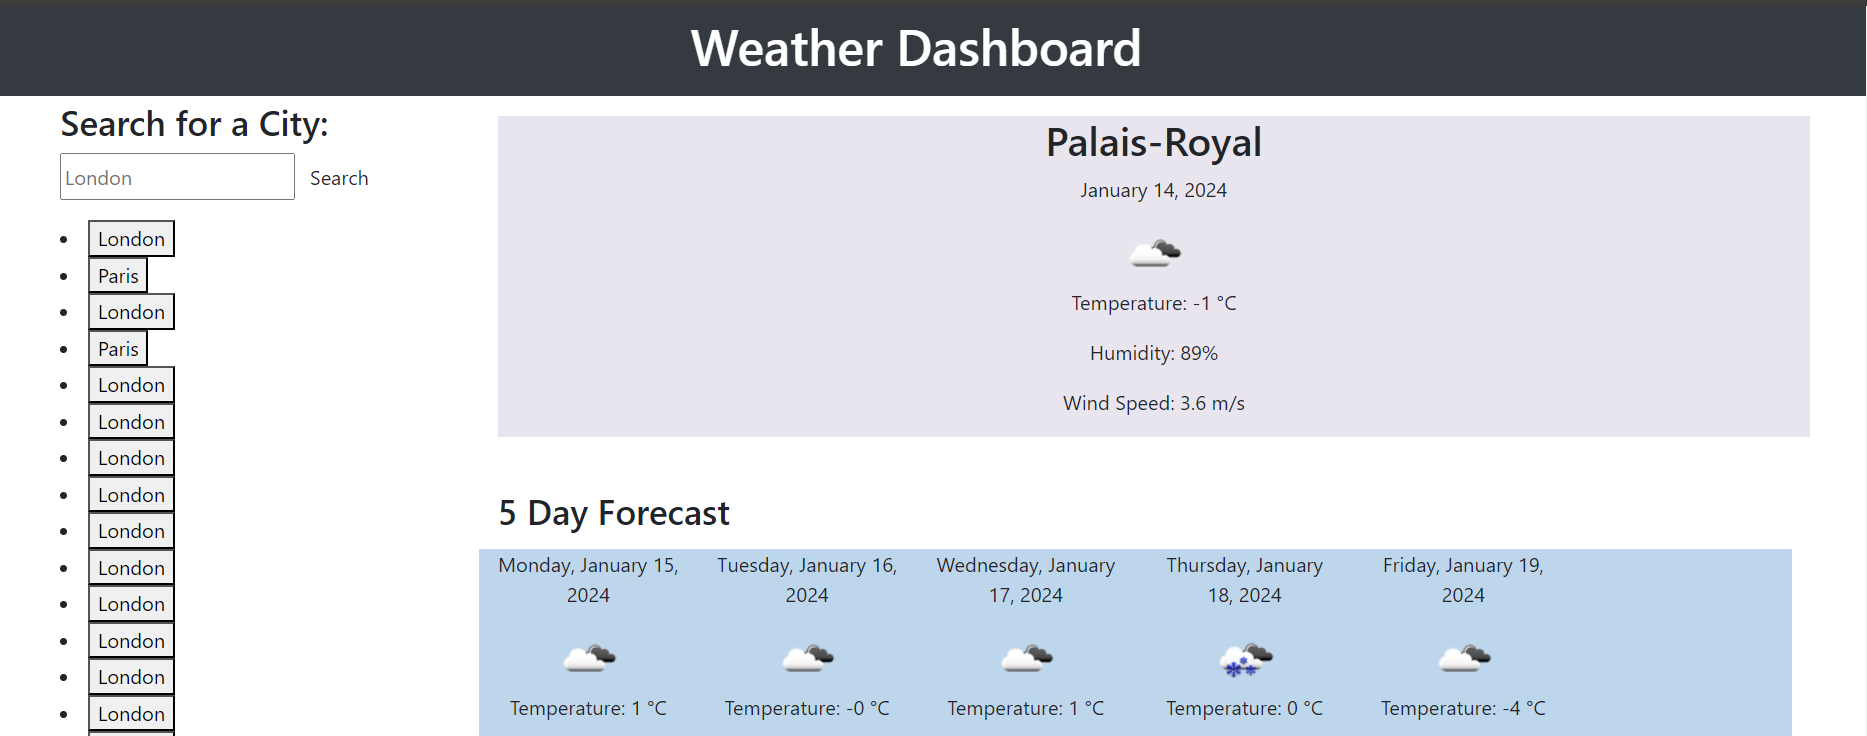 Weather Dashboard
Search for a City:
London
Search
London
Paris
London
Paris
London
London
London
London
London
London
London
London
London
London
Palais-Royal
January 14, 2024
Temperature: -1 °C
Humidity: 89%
Wind Speed: 3.6 m/s
5 Day Forecast
Monday, January 15,
2024
Temperature: 1 °C
Tuesday, January 16,
2024
Temperature: -0 °C
Wednesday, January
17, 2024
Temperature: 1 °C
Thursday, January
18, 2024
Temperature: 0 °C
Friday, January 19,
2024
Temperature: -4 °C